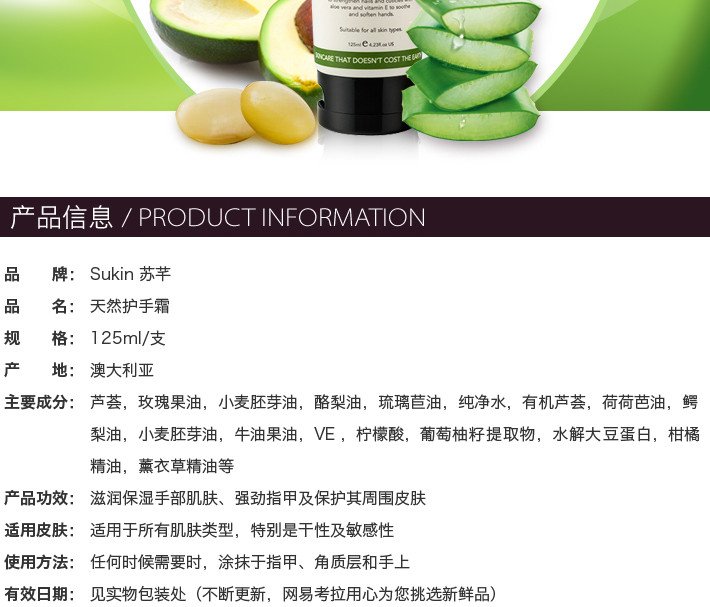 to strengthen nails and cuticles with
aloe vera and vitamin E to soothe
and soften hands.
Suitable for all skin types.
125ml ℮ 4.23fl.oz US
SKINCARE THAT DOESN'T COST THE EARTH
产品信息 / PRODUCT INFORMATION
品 牌： Sukin 苏芊
品 名： 天然护手霜
规 格： 125ml/支
产 地： 澳大利亚
主要成分： 芦荟，玫瑰果油，小麦胚芽油，酪梨油，琉璃苣油，纯净水，有机芦荟，荷荷芭油，鳄
梨油，小麦胚芽油，牛油果油，VE ，柠檬酸，葡萄柚籽提取物，水解大豆蛋白，柑橘
精油，薰衣草精油等
产品功效： 滋润保湿手部肌肤、强劲指甲及保护其周围皮肤
适用皮肤： 适用于所有肌肤类型，特别是干性及敏感性
使用方法： 任何时候需要时，涂抹于指甲、角质层和手上
有效日期： 见实物包装处（不断更新，网易考拉用心为您挑选新鲜品）